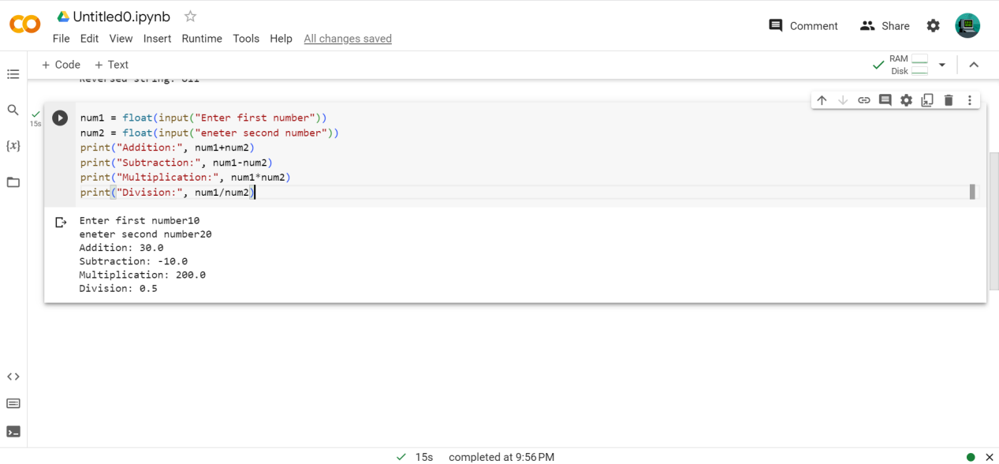 Untitled0.ipynb
File Edit View Insert Runtime Tools Help All changes saved
Comment
Share
+ Code + Text
RAM
Disk
Reversed string: oll
15s
num1 = float(input("Enter first number"))
num2 = float(input("eneter second number"))
print("Addition:", num1+num2)
print("Subtraction:", num1-num2)
print("Multiplication:", num1*num2)
print("Division:", num1/num2)
Enter first number10
eneter second number20
Addition: 30.0
Subtraction: -10.0
Multiplication: 200.0
Division: 0.5
{x}
15s completed at 9:56 PM